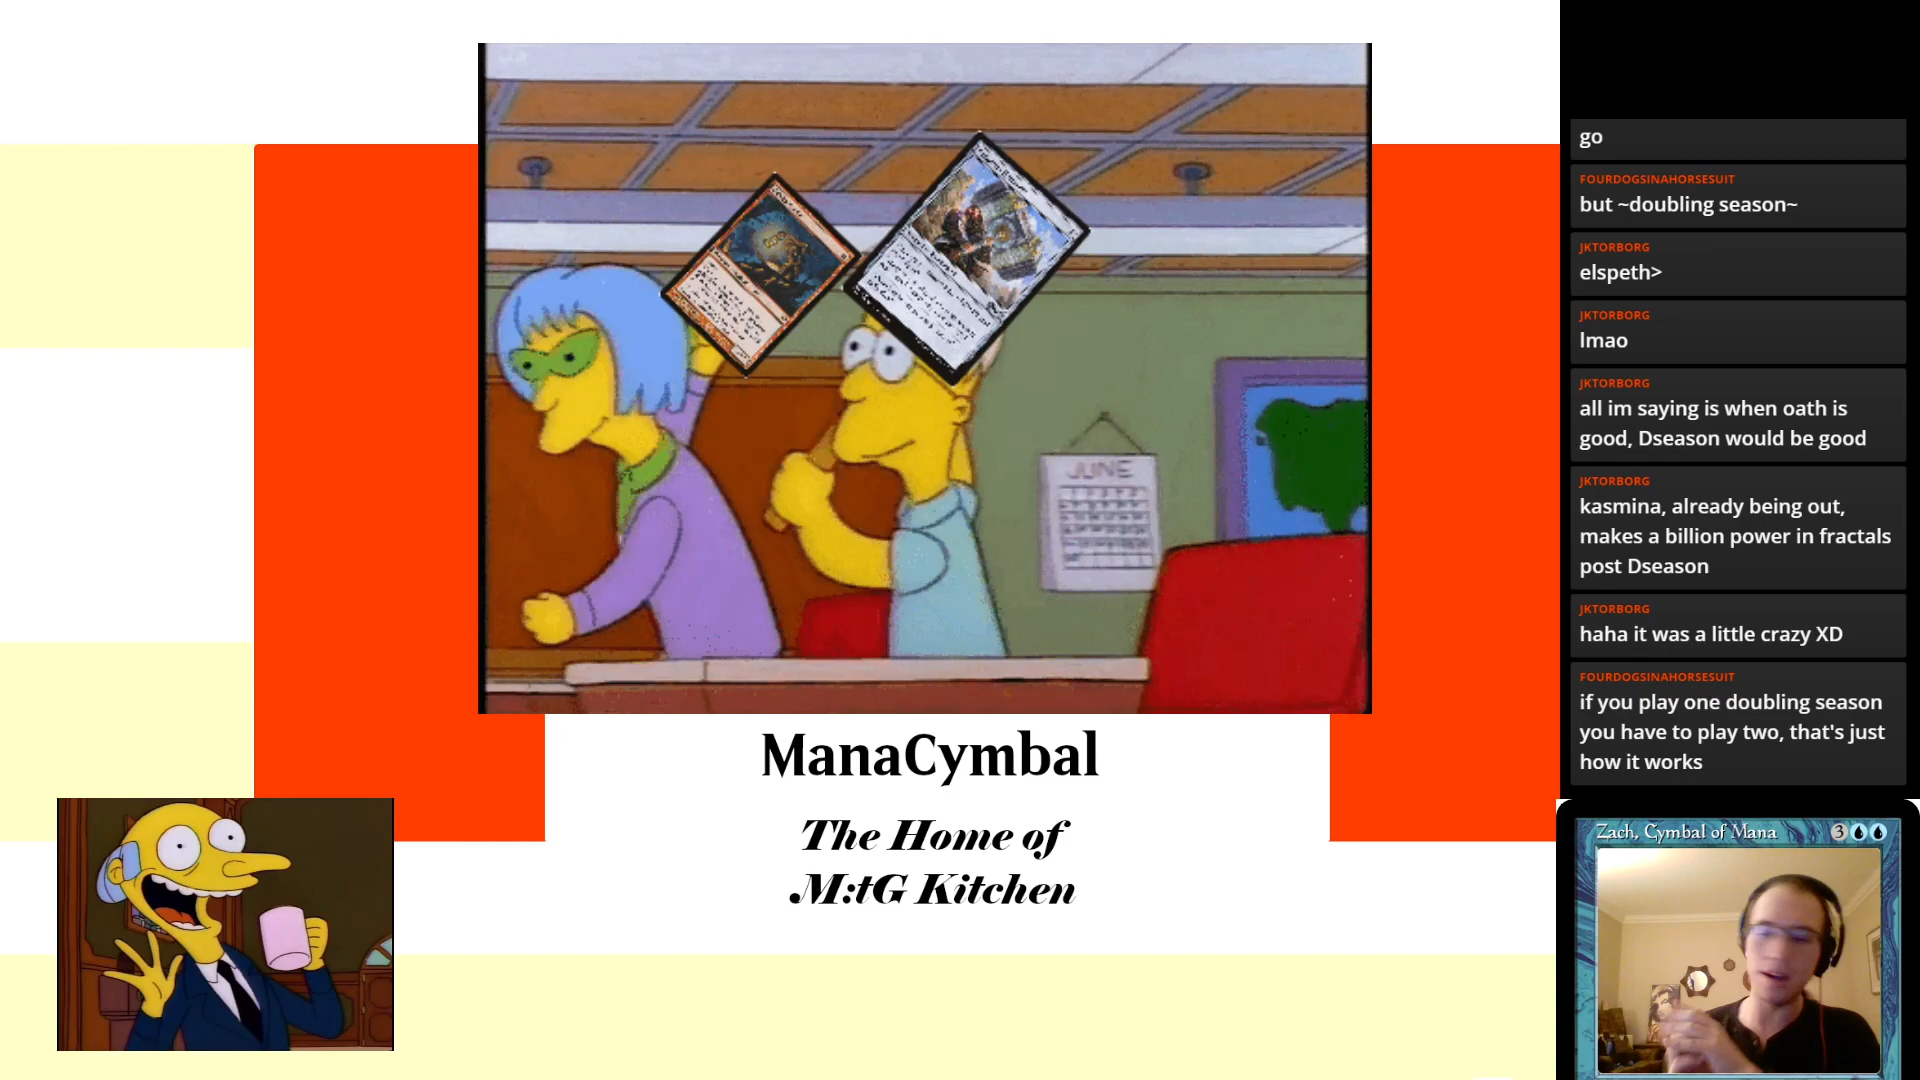 JUNE
ManaCymbal
The Home of
M:tG Kitchen
go
FOURDOGSINAHORSESUIT
but ~doubling season~
JKTORBORG
elspeth>
JKTORBORG
lmao
JKTORBORG
all im saying is when oath is
good, Dseason would be good
JKTORBORG
kasmina, already being out,
makes a billion power in fractals
post Dseason
JKTORBORG
haha it was a little crazy XD
FOURDOGSINAHORSESUIT
if you play one doubling season
you have to play two, that's just
how it works
Zach, Cymbal of Mana 3